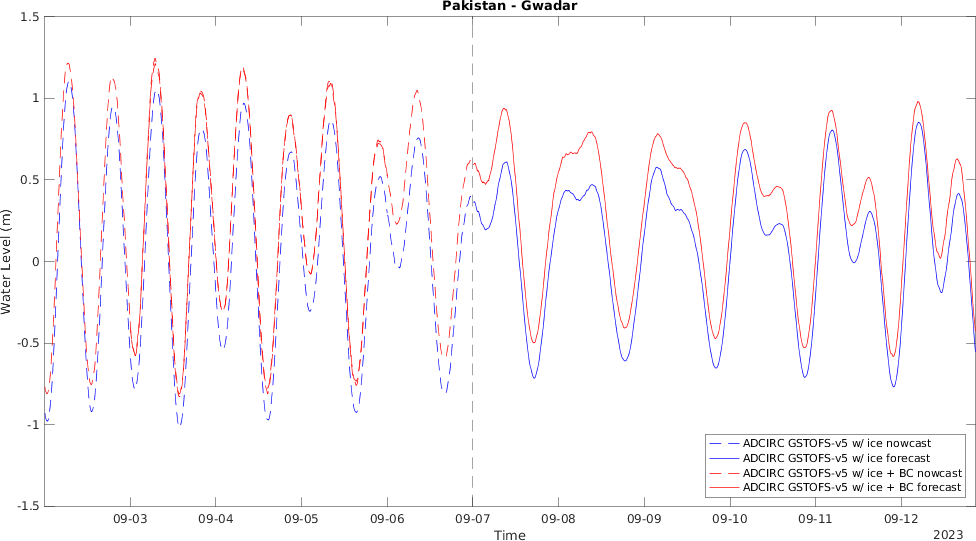 Pakistan - Gwadar
Water Level (m)
1.5
1
0.5
0
-0.5
-1
-1.5
09-03
09-04
09-05
09-06
09-07
09-08
09-09
09-10
09-11
09-12
Time
2023
ADCIRC GSTOFS-v5 w/ ice nowcast
ADCIRC GSTOFS-v5 w/ ice forecast
ADCIRC GSTOFS-v5 w/ ice + BC nowcast
ADCIRC GSTOFS-v5 w/ ice + BC forecast